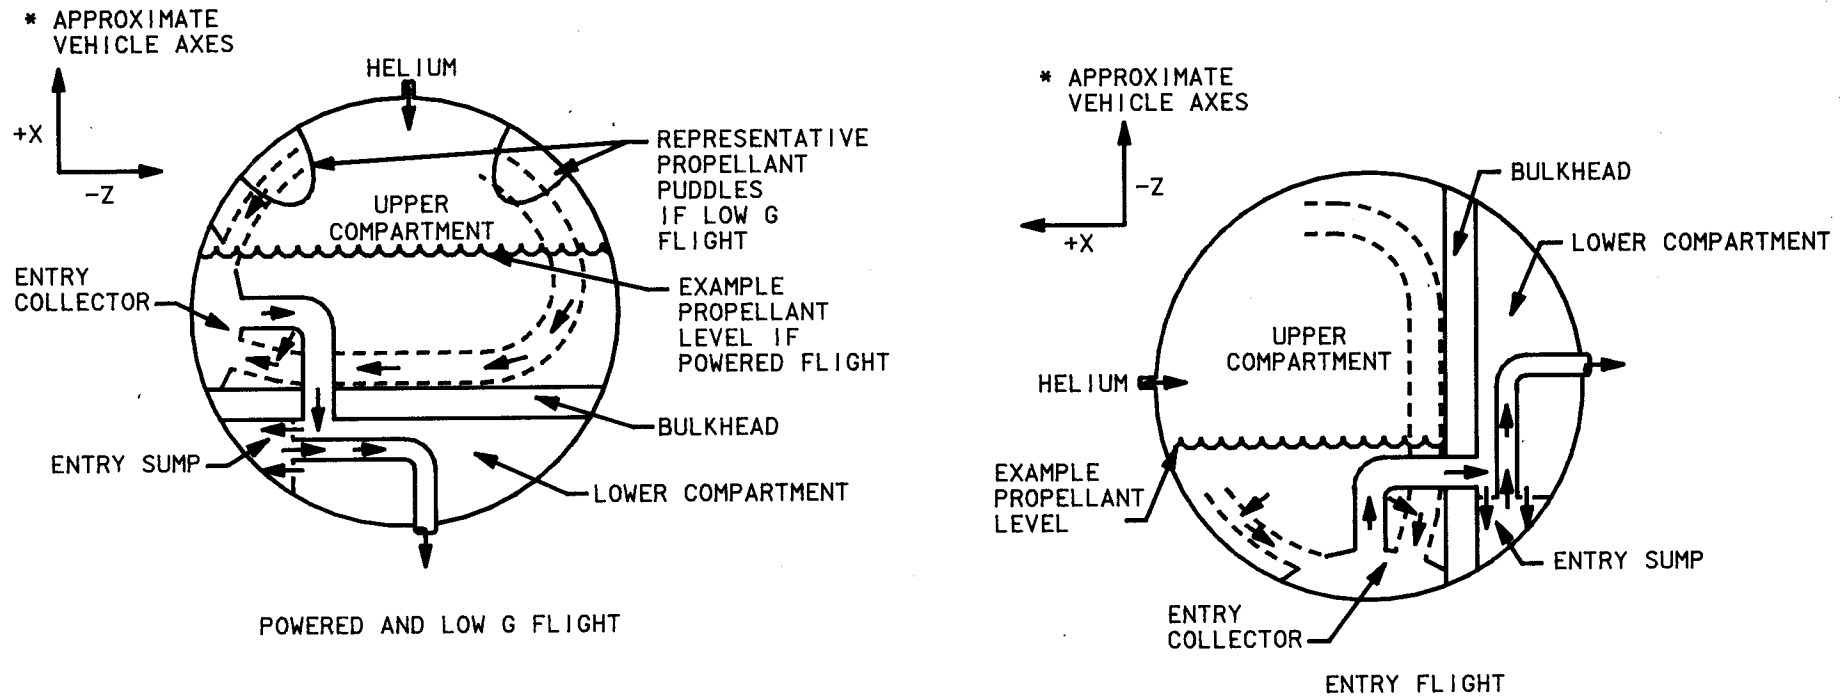 * APPROXIMATE
VEHICLE AXES
+X
-Z
HELIUM
REPRESENTATIVE
PROPELLANT
PUDDLES
IF LOW G
FLIGHT
UPPER
COMPARTMENT
ENTRY
COLLECTOR
EXAMPLE
PROPELLANT
LEVEL IF
POWERED FLIGHT
BULKHEAD
ENTRY SUMP
LOWER COMPARTMENT
POWERED AND LOW G FLIGHT
* APPROXIMATE
VEHICLE AXES
-Z
+X
BULKHEAD
LOWER COMPARTMENT
UPPER
COMPARTMENT
HELIUM
EXAMPLE
PROPELLANT
LEVEL
ENTRY SUMP
ENTRY
COLLECTOR
ENTRY FLIGHT